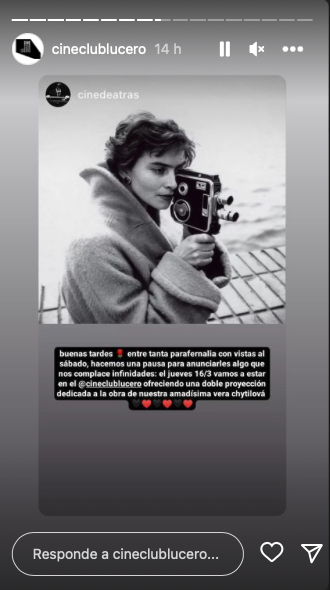 cineclublucero 14 h
cinedeatras
buenas tardes 🌹 entre tanta parafernalia con vistas al
sábado, hacemos una pausa para anunciarles algo que
nos complace infinidades: el jueves 16/3 vamos a estar
en el @cineclublucero ofreciendo una doble proyección
dedicada a la obra de nuestra amadísima vera chytilová
🖤❤️🖤❤️🖤❤️
Responde a cineclublucero...